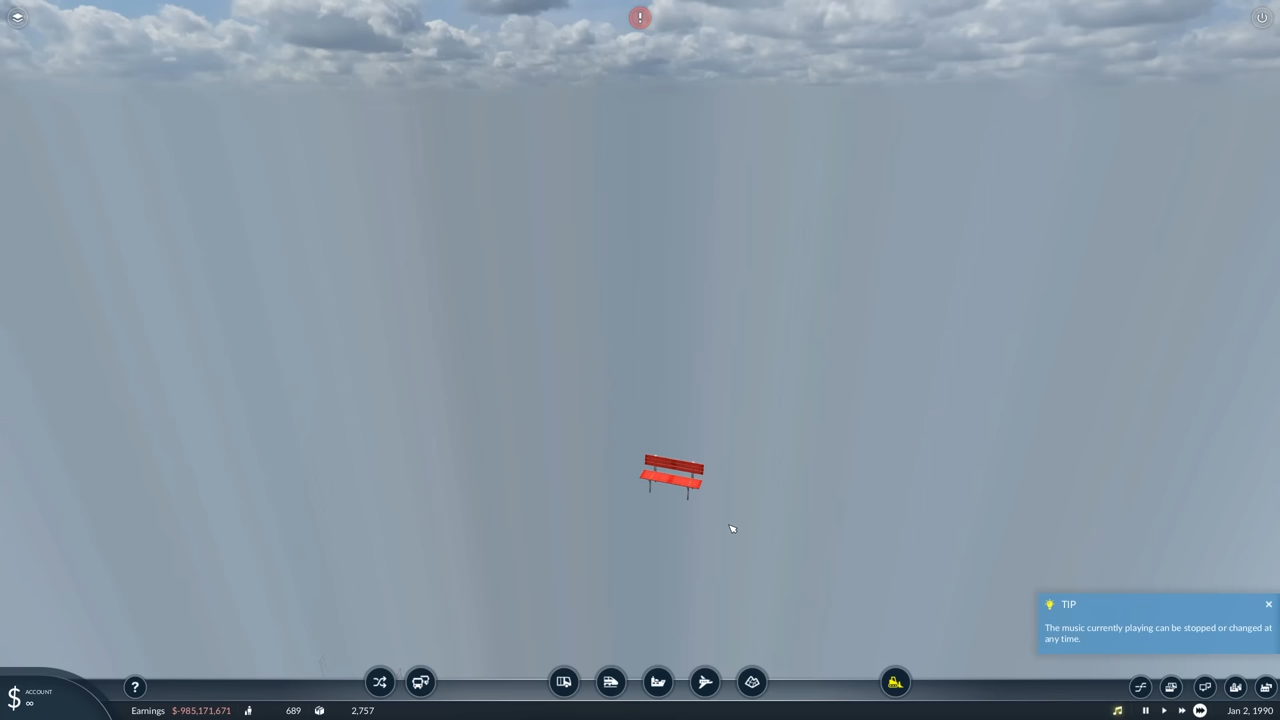 TIP
The music currently playing can be stopped or changed at
any time.
ACCOUNT
$ ∞
?
Earnings $-985,171,671 689 2,757
Jan 2, 1990